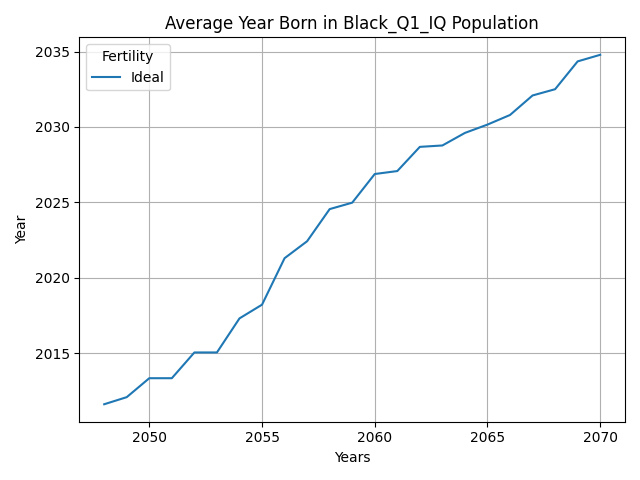 Average Year Born in Black_Q1_IQ Population
Fertility
Ideal
2035
2030
2025
2020
2015
Year
2050 2055 2060 2065 2070
Years